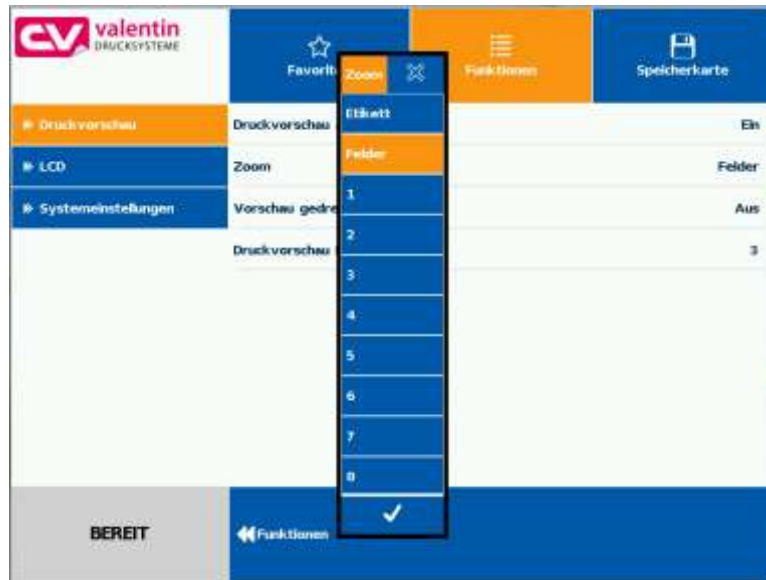 CV valentin
DRUCKSYSTEME
Favorit
Funktionen
Speicherkarte
Zoom
Etikett
Felder
1
2
3
4
5
6
7
8
Druckvorschau
LCD
Systemeinstellungen
Druckvorschau
Ein
Zoom
Felder
Vorschau gedre
Aus
Druckvorschau
3
BEREIT
Funktionen